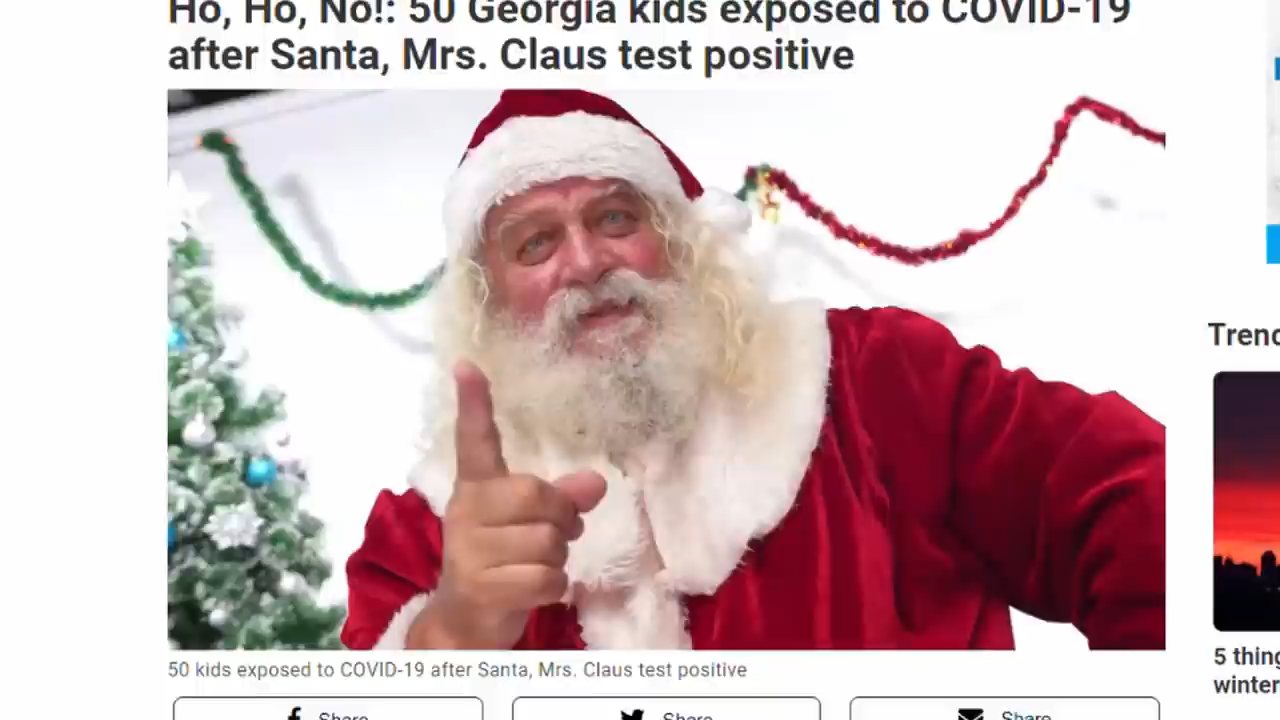 Ho, Ho, No!: 50 Georgia kids exposed to COVID-19
after Santa, Mrs. Claus test positive
Trend
50 kids exposed to COVID-19 after Santa, Mrs. Claus test positive
5 thing
winter
Share
Share
Share